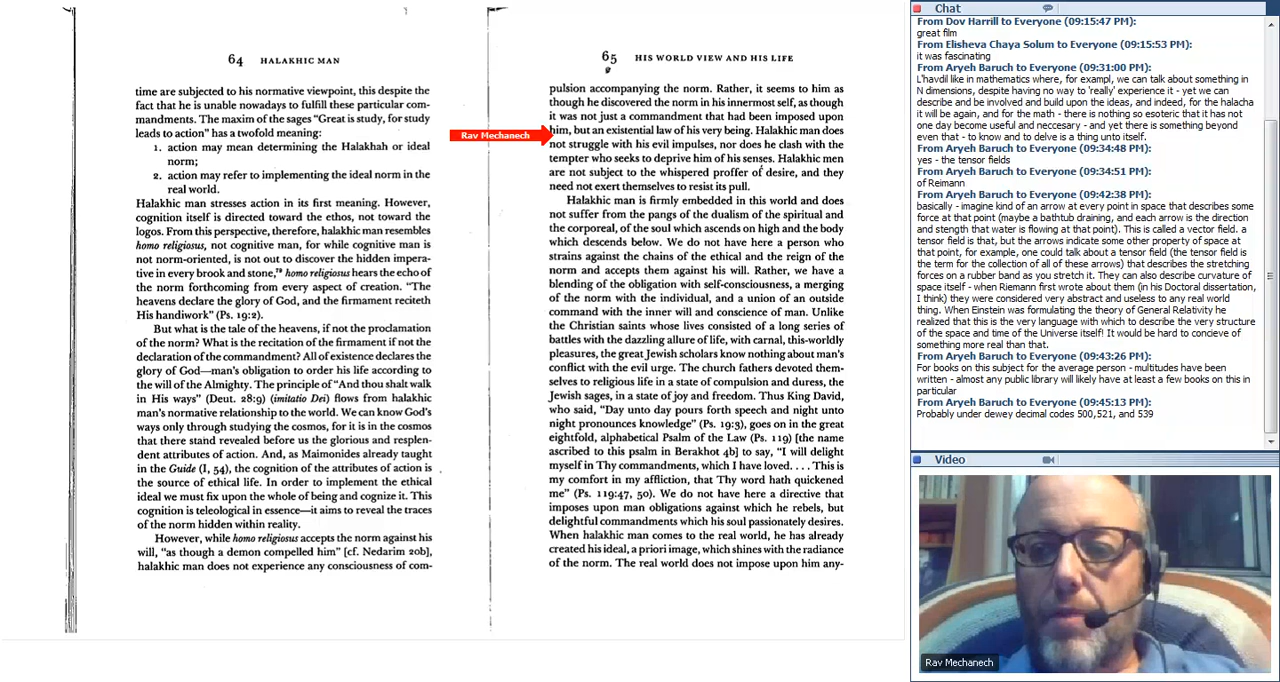 64 HALAKHIC MAN
time are subjected to his normative viewpoint, this despite the
fact that he is unable nowadays to fulfill these particular com-
mandments. The maxim of the sages "Great is study, for study
leads to action" has a twofold meaning:
1. action may mean determining the Halakhah or ideal
norm;
2. action may refer to implementing the ideal norm in the
real world.
Halakhic man stresses action in its first meaning. However,
cognition itself is directed toward the ethos, not toward the
logos. From this perspective, therefore, halakhic man resembles
homo religiosus, not cognitive man, for while cognitive man is
not norm-oriented, is not out to discover the hidden impera-
tive in every brook and stone,⁷⁹ homo religiosus hears the echo of
the norm forthcoming from every aspect of creation. "The
heavens declare the glory of God, and the firmament reciteth
His handiwork" (Ps. 19:2).
But what is the tale of the heavens, if not the proclamation
of the norm? What is the recitation of the firmament if not the
declaration of the commandment? All of existence declares the
glory of God—man's obligation to order his life according to
the will of the Almighty. The principle of "And thou shalt walk
in His ways" (Deut. 28:9) (imitatio Dei) flows from halakhic
man's normative relationship to the world. We can know God's
ways only through studying the cosmos, for it is in the cosmos
that there stand revealed before us the glorious and resplen-
dent attributes of action. And, as Maimonides already taught
in the Guide (I, 54), the cognition of the attributes of action is
the source of ethical life. In order to implement the ethical
ideal we must fix upon the whole of being and cognize it. This
cognition is teleological in essence—it aims to reveal the traces
of the norm hidden within reality.
However, while homo religiosus accepts the norm against his
will, "as though a demon compelled him" [cf. Nedarim 20b],
halakhic man does not experience any consciousness of com-
65 HIS WORLD VIEW AND HIS LIFE
pulsion accompanying the norm. Rather, it seems to him as
though he discovered the norm in his innermost self, as though
it was not just a commandment that had been imposed upon
him, but an existential law of his very being. Halakhic man does
not struggle with his evil impulses, nor does he clash with the
tempter who seeks to deprive him of his senses. Halakhic men
are not subject to the whispered proffer of desire, and they
need not exert themselves to resist its pull.
Halakhic man is firmly embedded in this world and does
not suffer from the pangs of the dualism of the spiritual and
the corporeal, of the soul which ascends on high and the body
which descends below. We do not have here a person who
strains against the chains of the ethical and the reign of the
norm and accepts them against his will. Rather, we have a
blending of the obligation with self-consciousness, a merging
of the norm with the individual, and a union of an outside
command with the inner will and conscience of man. Unlike
the Christian saints whose lives consisted of a long series of
battles with the dazzling allure of life, with carnal, this-worldly
pleasures, the great Jewish scholars know nothing about man's
conflict with the evil urge. The church fathers devoted them-
selves to religious life in a state of compulsion and duress, the
Jewish sages, in a state of joy and freedom. Thus King David,
who said, "Day unto day pours forth speech and night unto
night pronounces knowledge" (Ps. 19:3), goes on in the great
eightfold, alphabetical Psalm of the Law (Ps. 119) [the name
ascribed to this psalm in Berakhot 4b] to say, "I will delight
myself in Thy commandments, which I have loved. . . . This is
my comfort in my affliction, that Thy word hath quickened
me" (Ps. 119:47, 50). We do not have here a directive that
imposes upon man obligations against which he rebels, but
delightful commandments which his soul passionately desires.
When halakhic man comes to the real world, he has already
created his ideal, a priori image, which shines with the radiance
of the norm. The real world does not impose upon him any-
Rav Mechanech
Chat
From Dov Harrill to Everyone (09:15:47 PM):
great film
From Elisheva Chaya Solum to Everyone (09:15:53 PM):
it was fascinating
From Aryeh Baruch to Everyone (09:31:00 PM):
L'havdil like in mathematics where, for exampl, we can talk about something in
N dimensions, despite having no way to 'really' experience it - yet we can
describe and be involved and build upon the ideas, and indeed, for the halacha
it will be again, and for the math - there is nothing so esoteric that it has not
one day become useful and neccesary - and yet there is something beyond
even that - to know and to delve is a thing unto itself.
From Aryeh Baruch to Everyone (09:34:48 PM):
yes - the tensor fields
From Aryeh Baruch to Everyone (09:34:51 PM):
of Reimann
From Aryeh Baruch to Everyone (09:42:38 PM):
basically - imagine kind of an arrow at every point in space that describes some
force at that point (maybe a bathtub draining, and each arrow is the direction
and stength that water is flowing at that point). This is called a vector field. a
tensor field is that, but the arrows indicate some other property of space at
that point, for example, one could talk about a tensor field (the tensor field is
the term for the collection of all of these arrows) that describes the stretching
forces on a rubber band as you stretch it. They can also describe curvature of
space itself - when Riemann first wrote about them (in his Doctoral dissertation,
I think) they were considered very abstract and useless to any real world
thing. When Einstein was formulating the theory of General Relativity he
realized that this is the very language with which to describe the very structure
of the space and time of the Universe itself! It would be hard to concieve of
something more real than that.
From Aryeh Baruch to Everyone (09:43:26 PM):
For books on this subject for the average person - multitudes have been
written - almost any public library will likely have at least a few books on this in
particular
From Aryeh Baruch to Everyone (09:45:13 PM):
Probably under dewey decimal codes 500,521, and 539
Video
Rav Mechanech